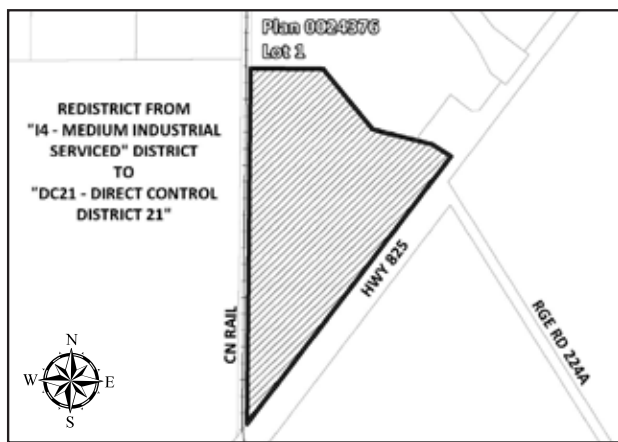 Plan 0024376
Lot 1
REDISTRICT FROM
"I4 - MEDIUM INDUSTRIAL
SERVICED" DISTRICT
TO
"DC21 - DIRECT CONTROL
DISTRICT 21"
HWY 825
CN RAIL
RGE RD 224A
N
W
E
S